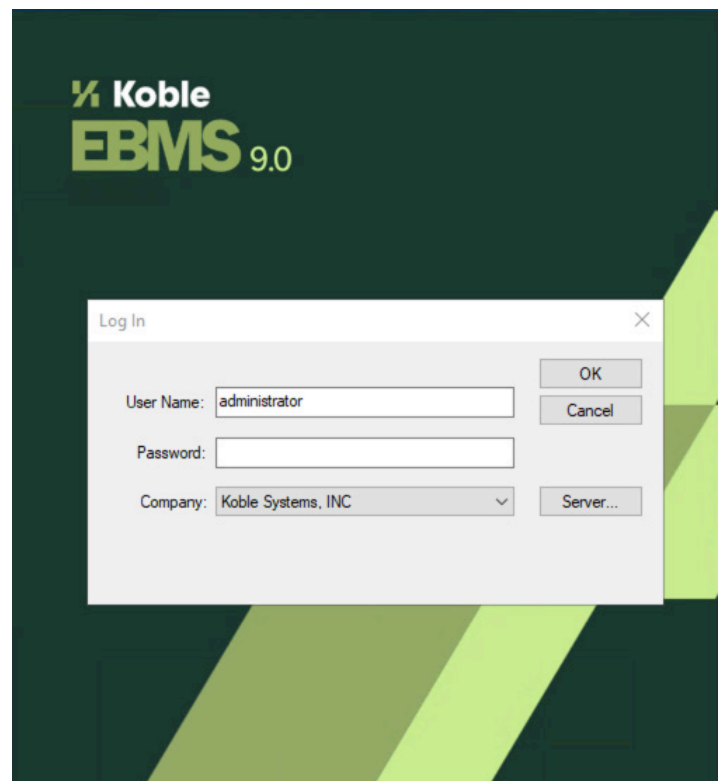 Koble
EBMS 9.0
Log In
OK
User Name: administrator
Cancel
Password:
Company: Koble Systems, INC
Server...